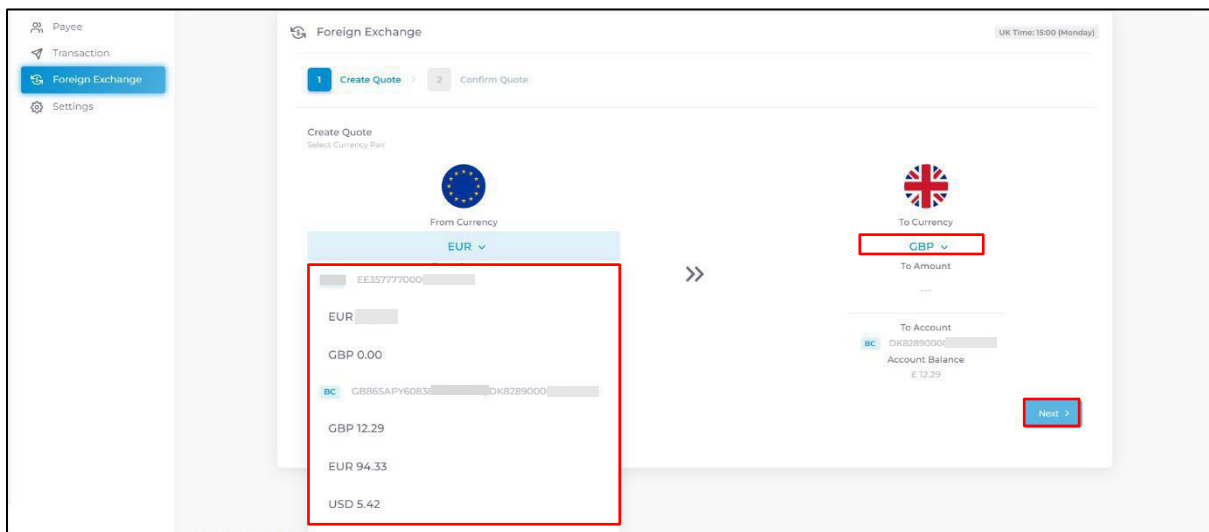 Payee
Transaction
Foreign Exchange
Settings
Foreign Exchange
UK Time: 15:00 (Monday)
1 Create Quote
2 Confirm Quote
Create Quote
Select Currency Pair
From Currency
EUR
EE357777000
EUR
GBP 0.00
BC GB86SAPY60838 DK8289000
GBP 12.29
EUR 94.33
USD 5.42
To Currency
GBP
To Amount
---
To Account
BC DK8289000
Account Balance
£ 12.29
Next